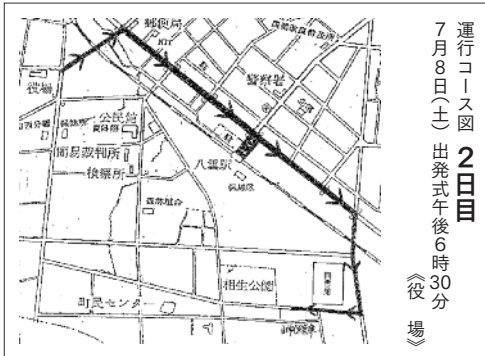 運行コース図 2日目
7月8日(土) 出発式午後6時30分
《役 場》
郵便局
NTT
役場
警察署
公民館
簡易裁判所
検察所
八雲駅
相生公園
町民センター